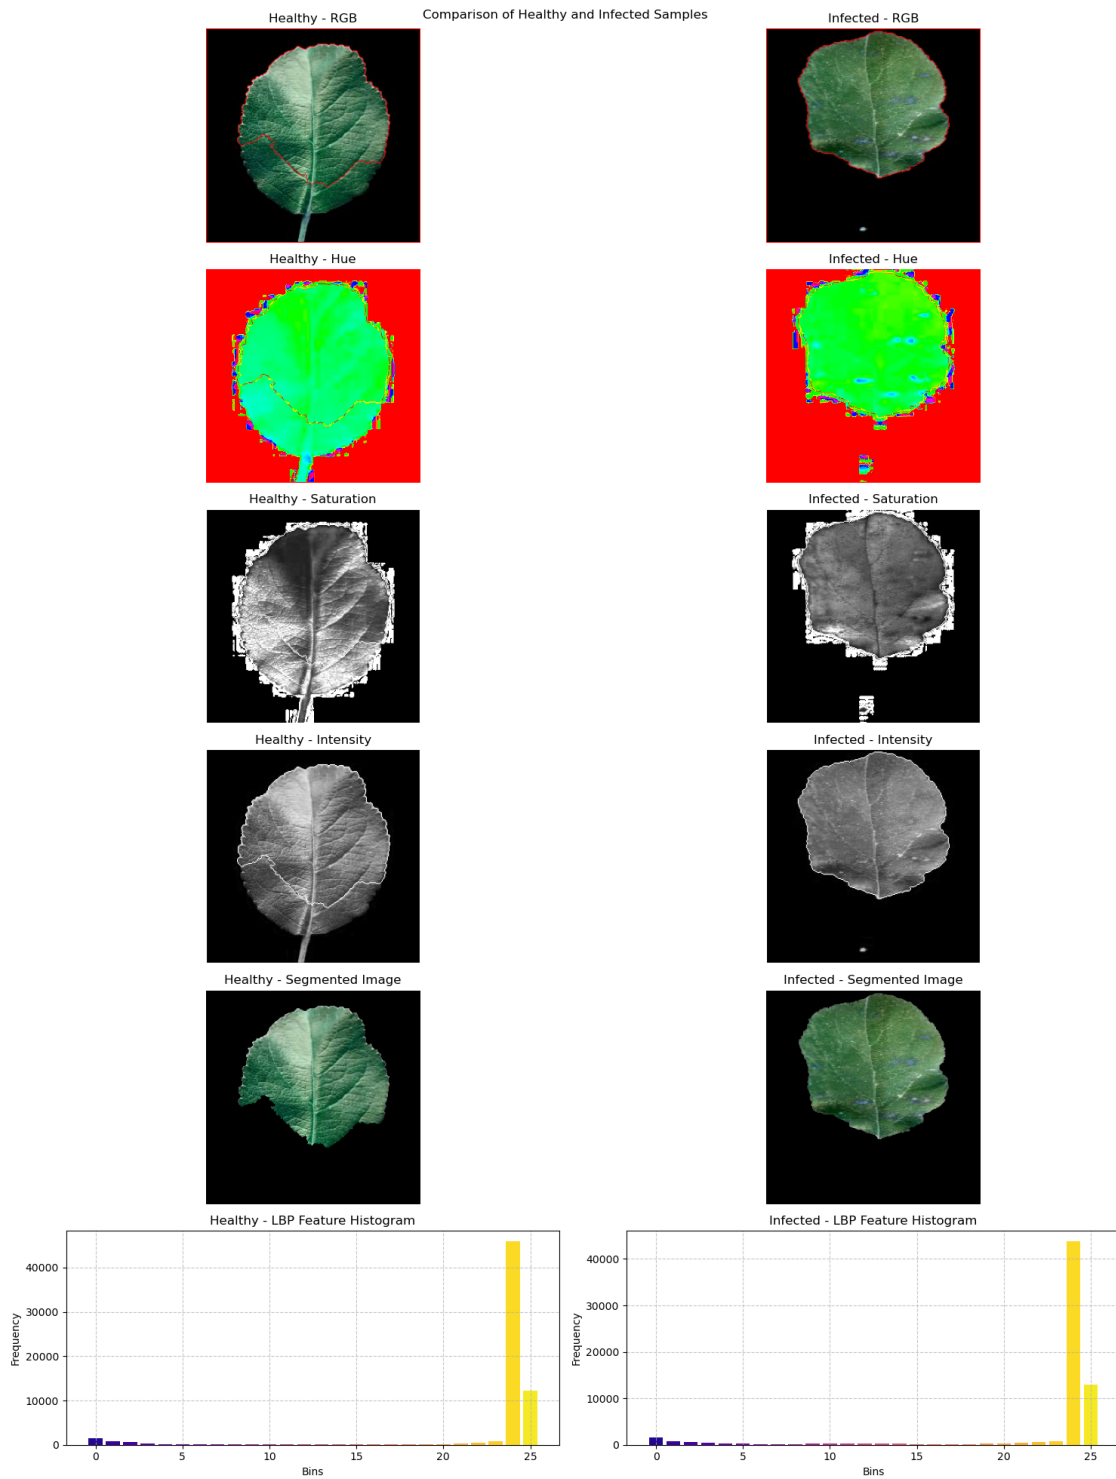 Comparison of Healthy and Infected Samples
Healthy - RGB
Infected - RGB
Healthy - Hue
Infected - Hue
Healthy - Saturation
Infected - Saturation
Healthy - Intensity
Infected - Intensity
Healthy - Segmented Image
Infected - Segmented Image
Healthy - LBP Feature Histogram
Frequency
40000
30000
20000
10000
0
0 5 10 15 20 25
Bins
Infected - LBP Feature Histogram
Frequency
40000
30000
20000
10000
0
0 5 10 15 20 25
Bins